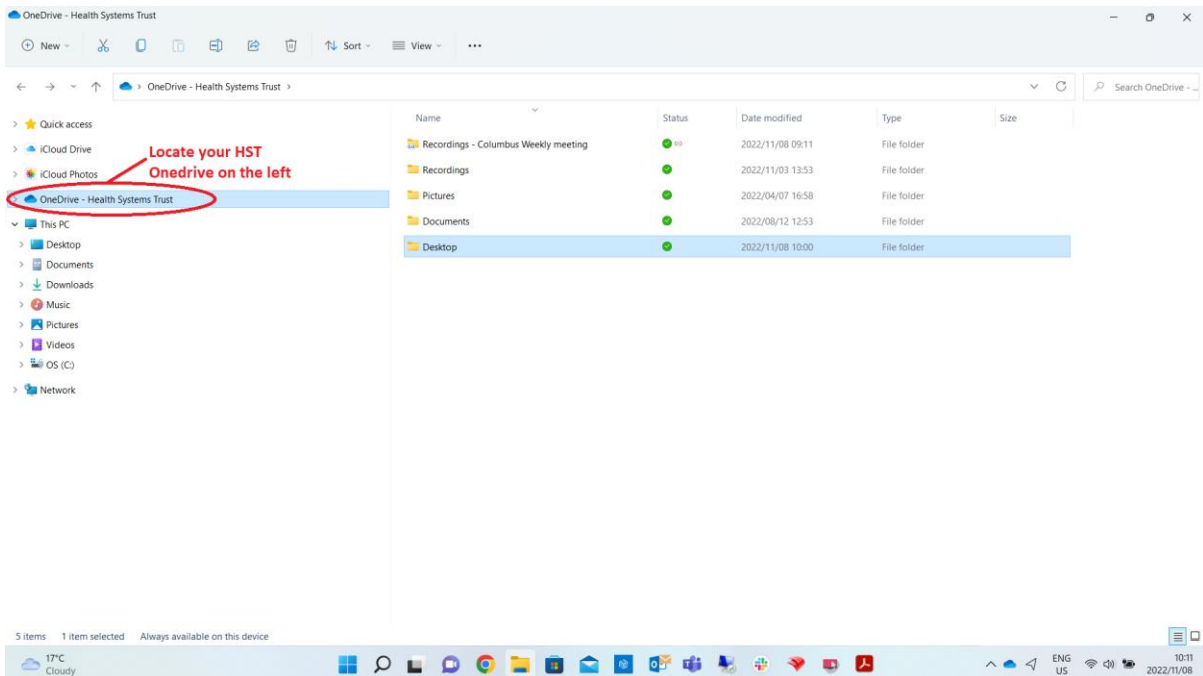 OneDrive - Health Systems Trust
New
Sort
View
OneDrive - Health Systems Trust
Search OneDrive - ...
Quick access
iCloud Drive
iCloud Photos
OneDrive - Health Systems Trust
This PC
Desktop
Documents
Downloads
Music
Pictures
Videos
OS (C:)
Network
Locate your HST
Onedrive on the left
Name Status Date modified Type Size
Recordings - Columbus Weekly meeting 2022/11/08 09:11 File folder
Recordings 2022/11/03 13:53 File folder
Pictures 2022/04/07 16:58 File folder
Documents 2022/08/12 12:53 File folder
Desktop 2022/11/08 10:00 File folder
5 items 1 item selected Always available on this device
17°C
Cloudy
ENG
US
10:11
2022/11/08